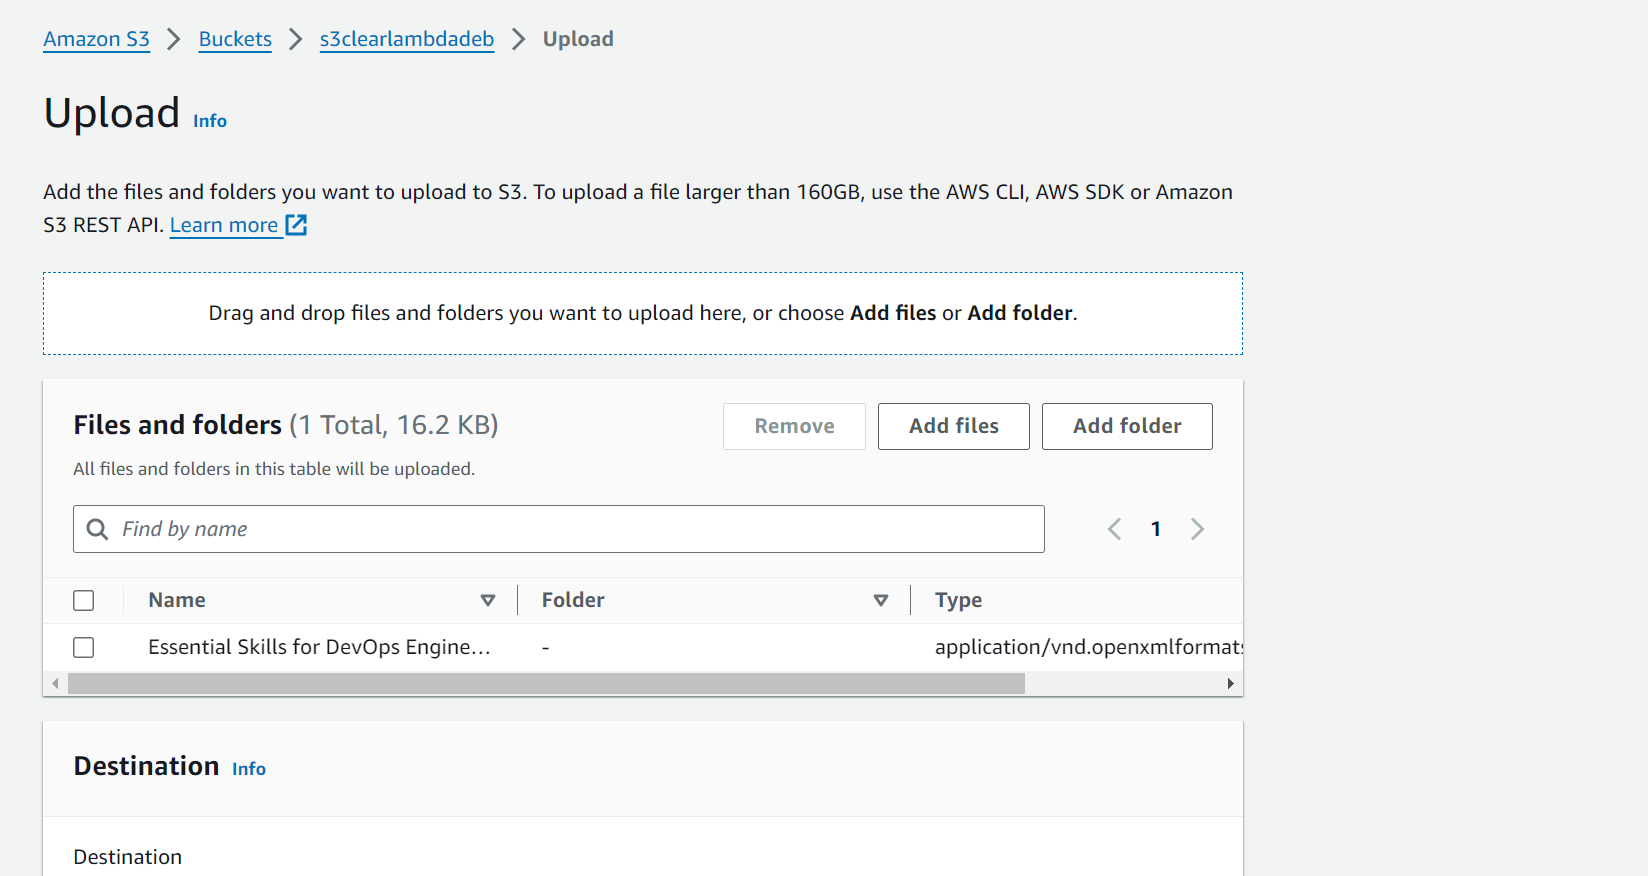 Amazon S3 > Buckets > s3clearlambdadeb > Upload
Upload Info
Add the files and folders you want to upload to S3. To upload a file larger than 160GB, use the AWS CLI, AWS SDK or Amazon
S3 REST API. Learn more
Drag and drop files and folders you want to upload here, or choose Add files or Add folder.
Files and folders (1 Total, 16.2 KB)
Remove
Add files
Add folder
All files and folders in this table will be uploaded.
Find by name
1
Name Folder Type
Essential Skills for DevOps Engine... - application/vnd.openxmlformats
Destination Info
Destination